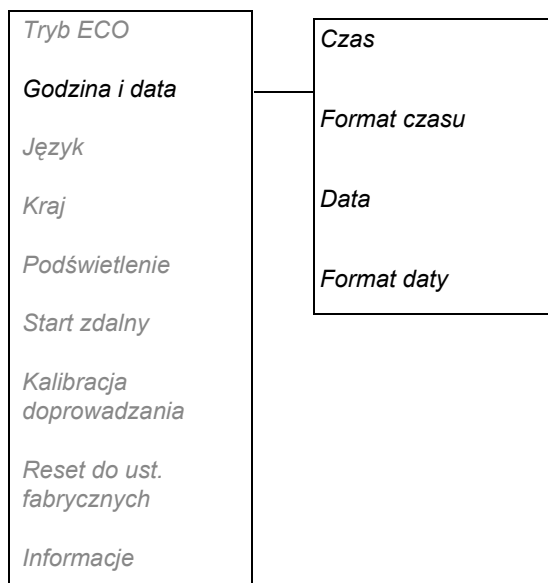 Tryb ECO
Godzina i data
Język
Kraj
Podświetlenie
Start zdalny
Kalibracja
doprowadzania
Reset do ust.
fabrycznych
Informacje
Czas
Format czasu
Data
Format daty